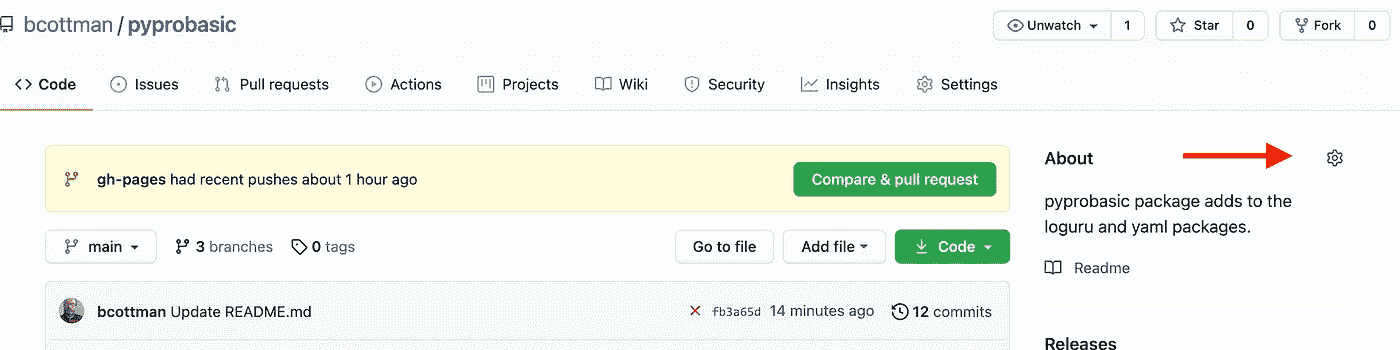 bcottman / pyprobasic Unwatch 1 Star 0 Fork 0
Code Issues Pull requests Actions Projects Wiki Security Insights Settings
gh-pages had recent pushes about 1 hour ago Compare & pull request
About
pyprobasic package adds to the
loguru and yaml packages.
Readme
main 3 branches 0 tags Go to file Add file Code
bcottman Update README.md fb3a65d 14 minutes ago 12 commits
Releases